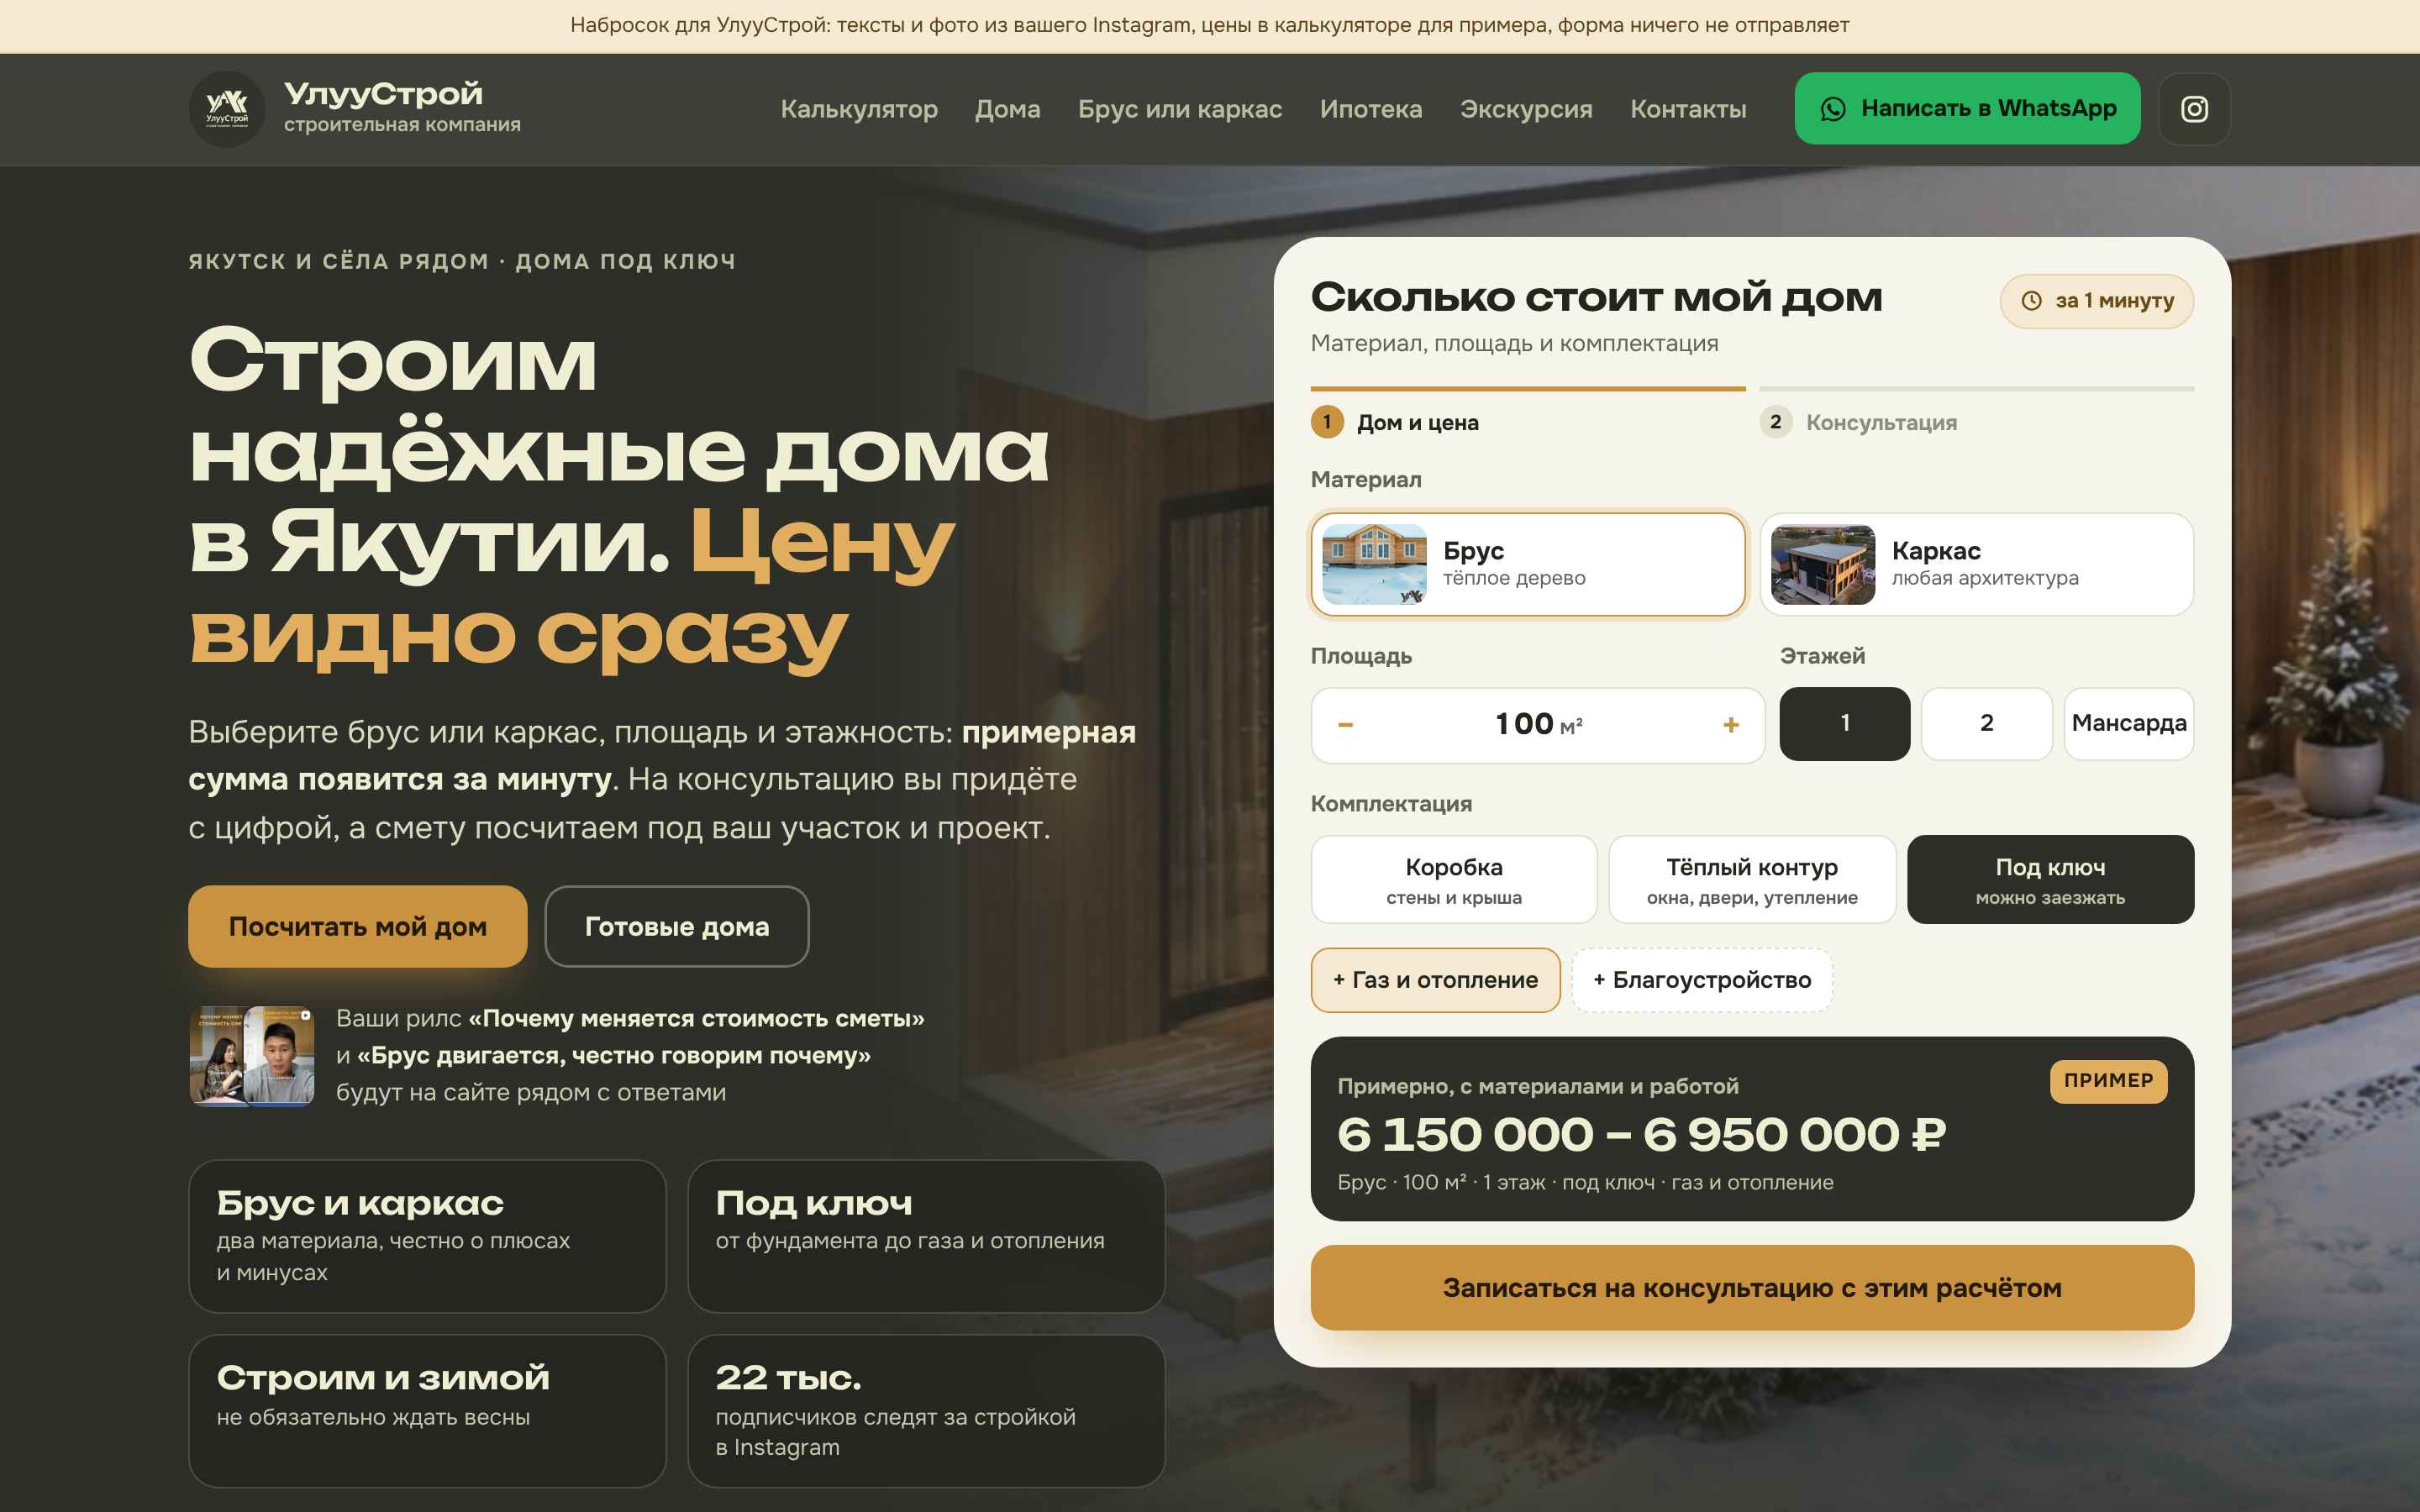 Набросок для УлууСтрой: тексты и фото из вашего Instagram, цены в калькуляторе для примера, форма ничего не отправляет
УлууСтрой
УлууСтрой
строительная компания
Калькулятор
Дома
Брус или каркас
Ипотека
Экскурсия
Контакты
Написать в WhatsApp
ЯКУТСК И СЁЛА РЯДОМ · ДОМА ПОД КЛЮЧ
Строим
надёжные дома
в Якутии. Цену
видно сразу
Выберите брус или каркас, площадь и этажность: примерная
сумма появится за минуту. На консультацию вы придёте
с цифрой, а смету посчитаем под ваш участок и проект.
Посчитать мой дом
Готовые дома
Ваши рилс «Почему меняется стоимость сметы»
и «Брус двигается, честно говорим почему»
будут на сайте рядом с ответами
Брус и каркас
два материала, честно о плюсах
и минусах
Под ключ
от фундамента до газа и отопления
Строим и зимой
не обязательно ждать весны
22 тыс.
подписчиков следят за стройкой
в Instagram
Сколько стоит мой дом
за 1 минуту
Материал, площадь и комплектация
1 Дом и цена
2 Консультация
Материал
Брус
тёплое дерево
Каркас
любая архитектура
Площадь
− 100 м² +
Этажей
1
2
Мансарда
Комплектация
Коробка
стены и крыша
Тёплый контур
окна, двери, утепление
Под ключ
можно заезжать
+ Газ и отопление
+ Благоустройство
Примерно, с материалами и работой
ПРИМЕР
6 150 000 – 6 950 000 ₽
Брус · 100 м² · 1 этаж · под ключ · газ и отопление
Записаться на консультацию с этим расчётом